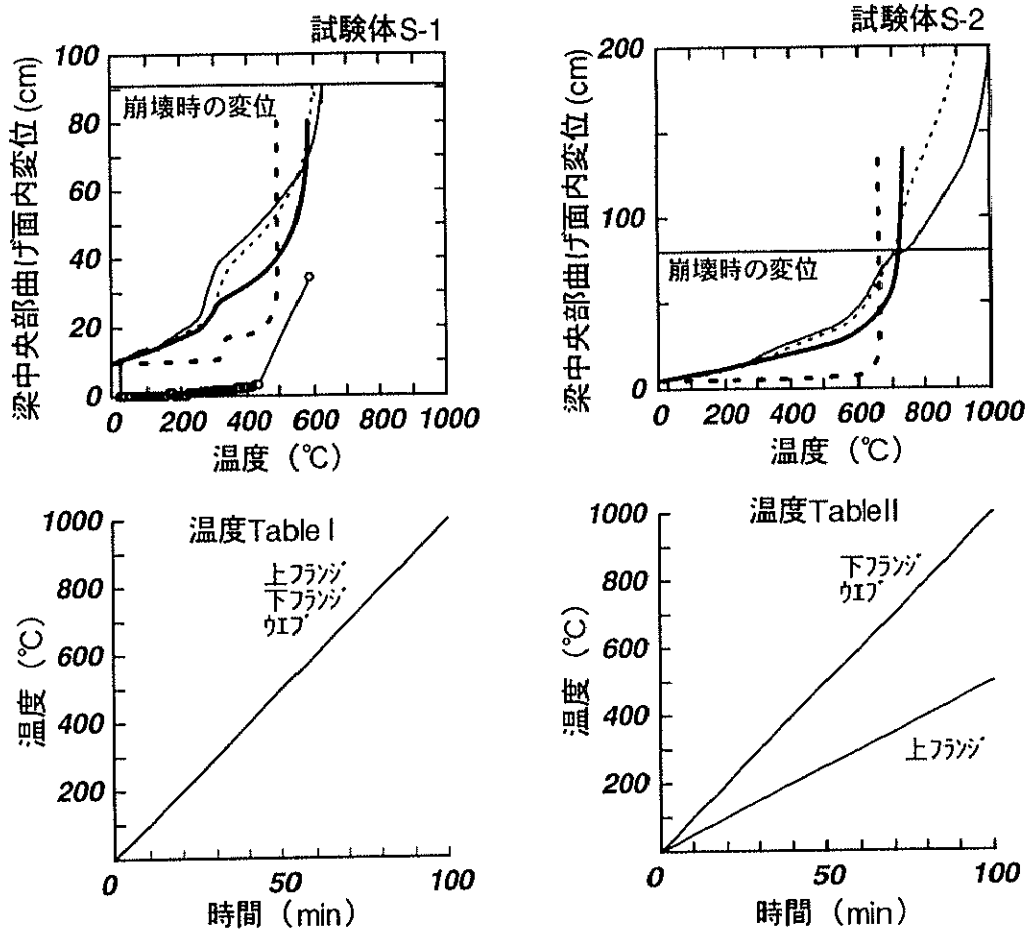 試験体S-1
100
80
60
40
20
0
梁中央部曲げ面内変位(cm)
崩壊時の変位
0 200 400 600 800 1000
温度 (℃)
試験体S-2
200
100
0
梁中央部曲げ面内変位(cm)
崩壊時の変位
0 200 400 600 800 1000
温度 (℃)
温度Table I
1000
800
600
400
200
温度 (℃)
上フランジ
下フランジ
ウエブ
0 50 100
時間 (min)
温度TableII
1000
800
600
400
200
温度 (℃)
下フランジ
ウエブ
上フランジ
0 50 100
時間 (min)